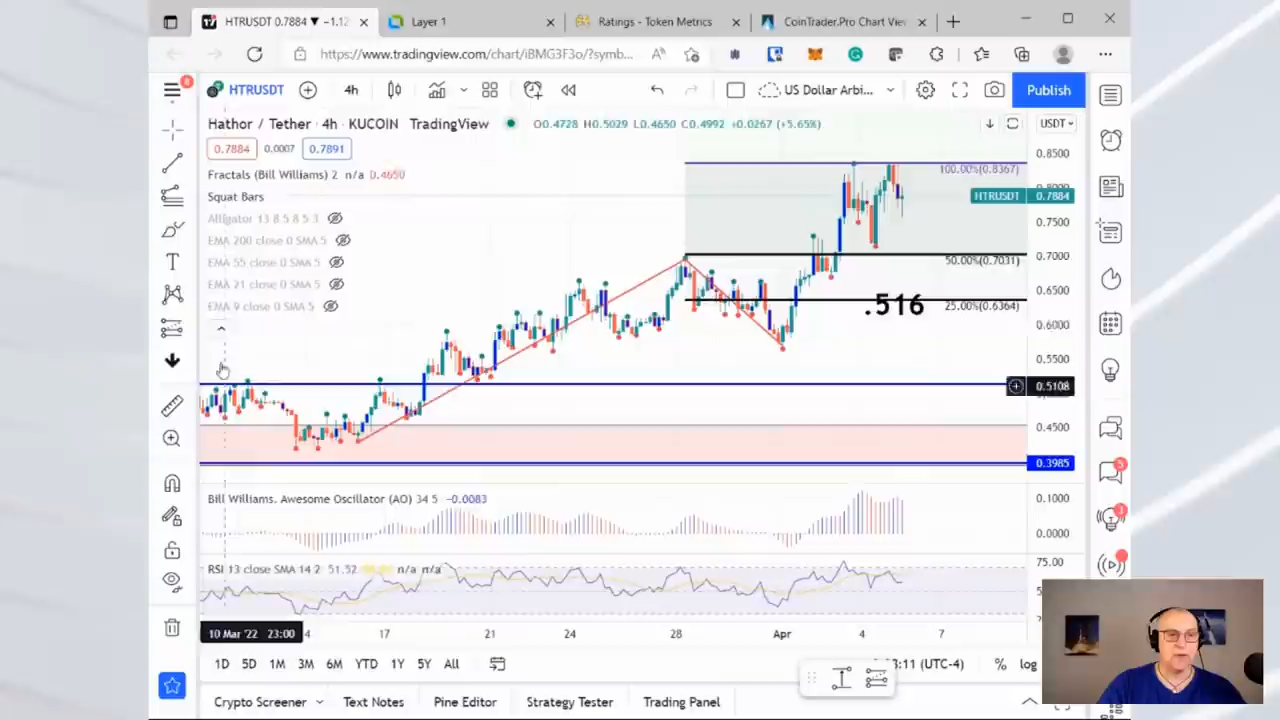 HTRUSDT 0.7884 ▼ −1.12
Layer 1
Ratings - Token Metrics
CoinTrader.Pro Chart Vie
https://www.tradingview.com/chart/iBMG3F3o/?symb...
8
HTRUSDT
4h
US Dollar Arbi...
Publish
Hathor / Tether · 4h · KUCOIN TradingView
O0.4728 H0.5029 L0.4650 C0.4992 +0.0267 (+5.65%)
USDT
0.7884
0.0007
0.7891
Fractals (Bill Williams) 2 n/a 0.4650
Squat Bars
Alligator 13 8 5 8 5 3
EMA 200 close 0 SMA 5
EMA 55 close 0 SMA 5
EMA 21 close 0 SMA 5
EMA 9 close 0 SMA 5
0.8500
100.00%(0.8367)
HTRUSDT 0.7884
0.7500
0.7000
50.00%(0.7031)
0.6500
.516
25.00%(0.6364)
0.6000
0.5500
0.5108
0.4500
0.3985
Bill Williams. Awesome Oscillator (AO) 34 5 −0.0083
0.1000
0.0000
RSI 13 close SMA 14 2 51.52 n/a n/a
75.00
5
3
10 Mar '22 23:00
4
17
21
24
28
Apr
4
7
1D 5D 1M 3M 6M YTD 1Y 5Y All
:11 (UTC-4)
%
log
Crypto Screener
Text Notes
Pine Editor
Strategy Tester
Trading Panel